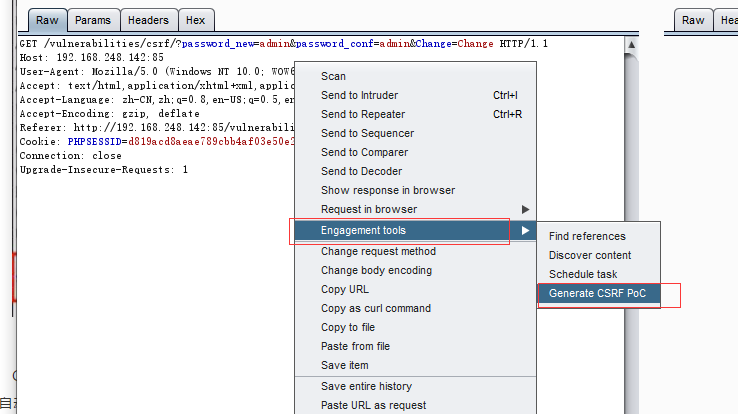 Raw Params Headers Hex
Raw Hea
GET /vulnerabilities/csrf/?password_new=admin&password_conf=admin&Change=Change HTTP/1.1
Host: 192.168.248.142:85
User-Agent: Mozilla/5.0 (Windows NT 10.0; WOW6
Accept: text/html,application/xhtml+xml,applic
Accept-Language: zh-CN,zh;q=0.8,en-US;q=0.5,en
Accept-Encoding: gzip, deflate
Referer: http://192.168.248.142:85/vulnerabili
Cookie: PHPSESSID=d819acd8aeae789cbb4af03e50e2
Connection: close
Upgrade-Insecure-Requests: 1
Scan
Send to Intruder Ctrl+I
Send to Repeater Ctrl+R
Send to Sequencer
Send to Comparer
Send to Decoder
Show response in browser
Request in browser
Engagement tools
Change request method
Change body encoding
Copy URL
Copy as curl command
Copy to file
Paste from file
Save item
Save entire history
Paste URL as request
Find references
Discover content
Schedule task
Generate CSRF PoC